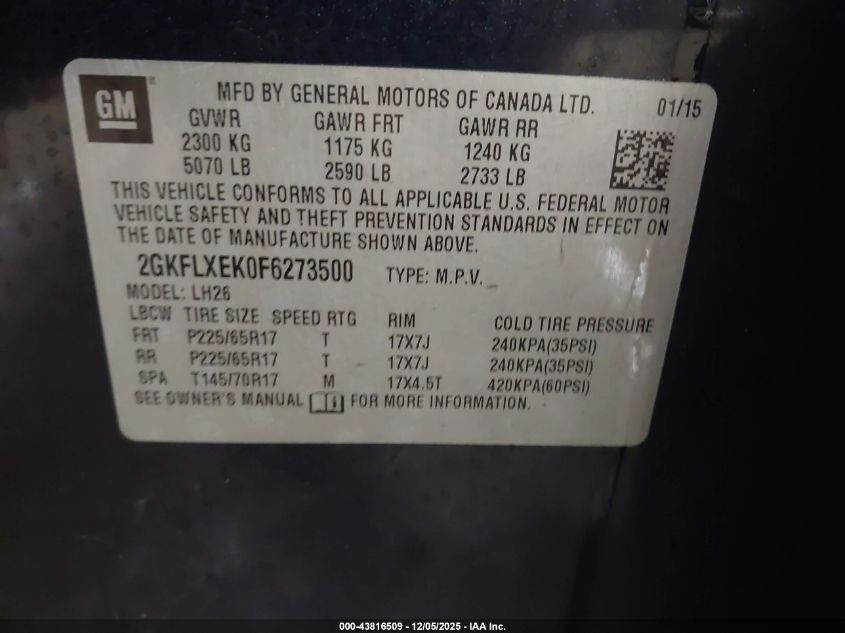 GM
MFD BY GENERAL MOTORS OF CANADA LTD. 01/15
GVWR GAWR FRT GAWR RR
2300 KG 1175 KG 1240 KG
5070 LB 2590 LB 2733 LB
THIS VEHICLE CONFORMS TO ALL APPLICABLE U.S. FEDERAL MOTOR
VEHICLE SAFETY AND THEFT PREVENTION STANDARDS IN EFFECT ON
THE DATE OF MANUFACTURE SHOWN ABOVE.
2GKFLXEK0F6273500 TYPE: M.P.V.
MODEL: LH26
LBCW TIRE SIZE SPEED RTG RIM COLD TIRE PRESSURE
FRT P225/65R17 T 17X7J 240KPA(35PSI)
RR P225/65R17 T 17X7J 240KPA(35PSI)
SPA T145/70R17 M 17X4.5T 420KPA(60PSI)
SEE OWNER'S MANUAL FOR MORE INFORMATION.
000-43816509 - 12/05/2025 - IAA Inc.